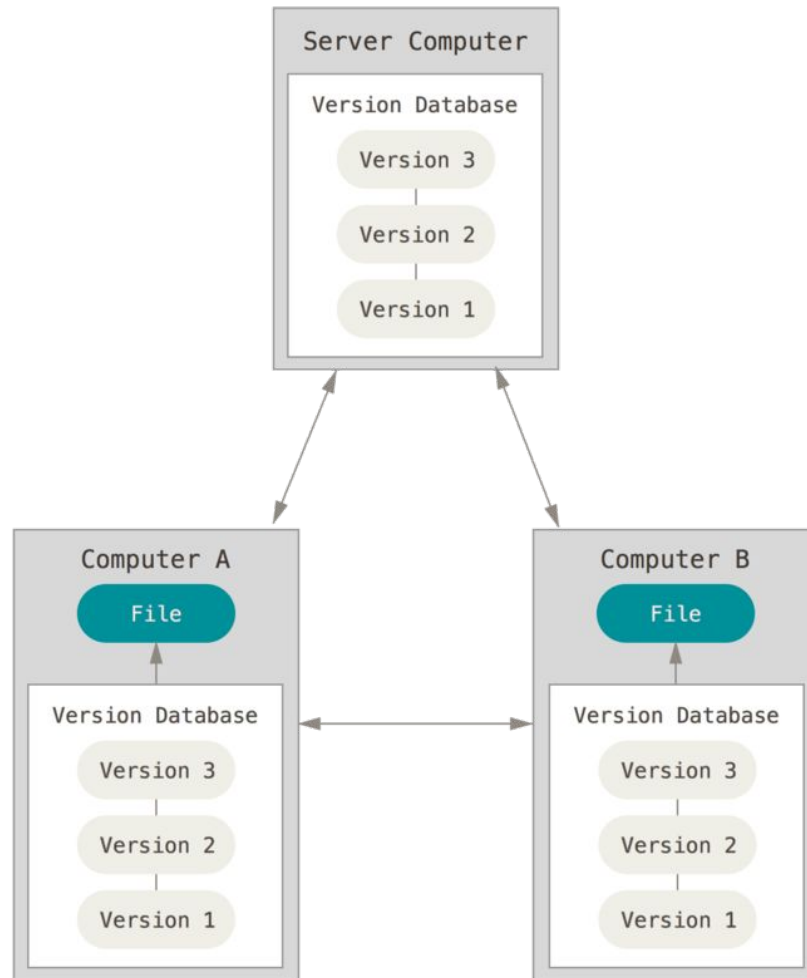 Server Computer
Version Database
Version 3
Version 2
Version 1
Computer A
File
Version Database
Version 3
Version 2
Version 1
Computer B
File
Version Database
Version 3
Version 2
Version 1